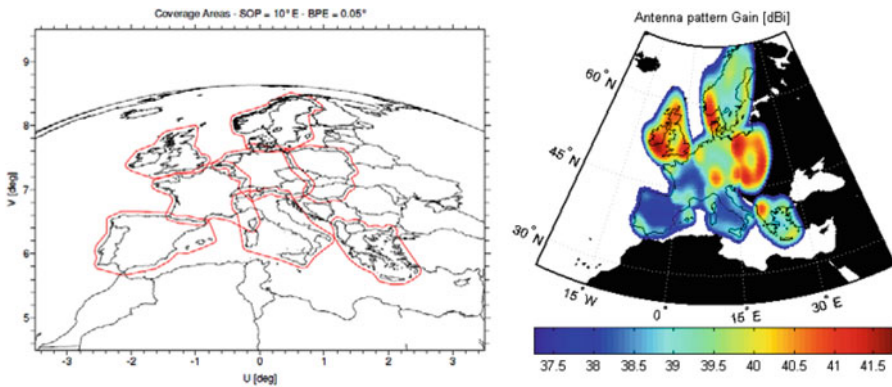 Coverage Areas - SOP = 10°E - BPE = 0.05°
V [deg]
9
8
7
6
5
-3 -2 -1 0 1 2 3
U [deg]
Antenna pattern Gain [dBi]
60°N
45°N
30°N
15°W
0°
15°E
30°E
37.5 38 38.5 39 39.5 40 40.5 41 41.5